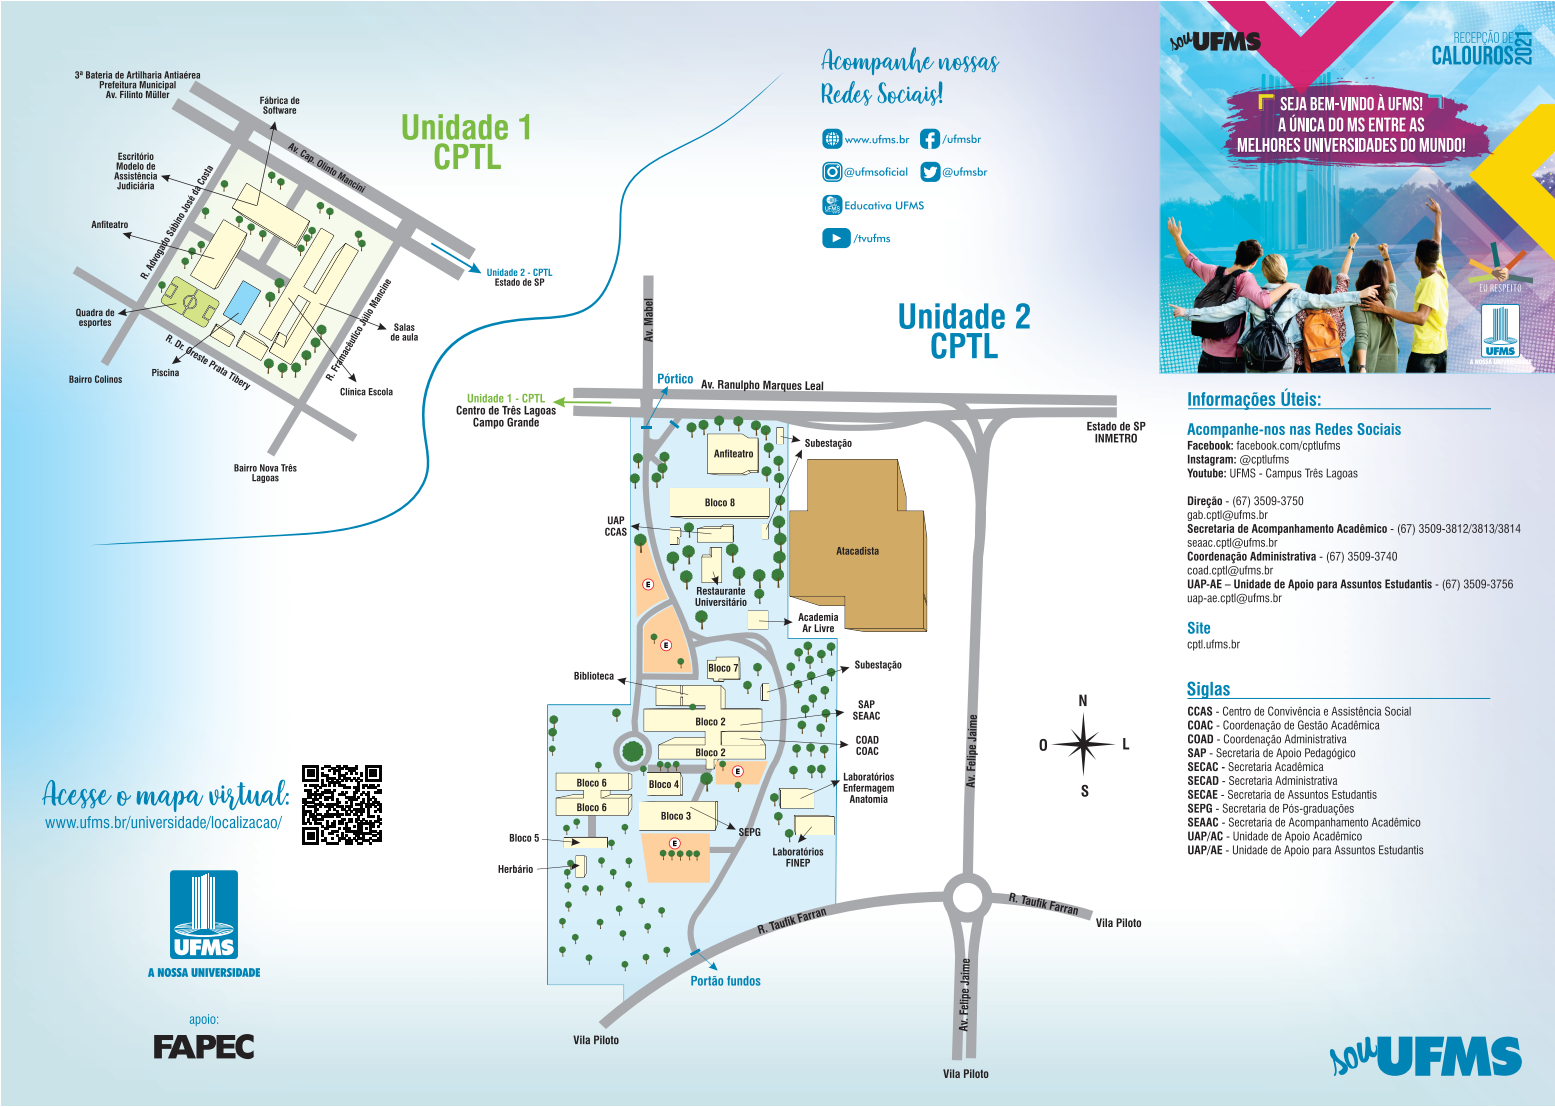 3ª Bateria de Artilharia Antiaérea
Prefeitura Municipal
Av. Filinto Müller
Fábrica de
Software
Unidade 1
CPTL
Av. Cap. Olinto Mancini
Escritório
Modelo de
Assistência
Judiciária
R. Advogado Sabino José da Costa
Anfiteatro
Unidade 2 - CPTL
Estado de SP
Quadra de
esportes
R. Framacêutico Júlio Mancine
Salas
de aula
R. Dr. Oreste Prata Tibery
Piscina
Bairro Colinos
Clínica Escola
Bairro Nova Três
Lagoas
Acompanhe nossas
Redes Sociais!
www.ufms.br
/ufmsbr
@ufmsoficial
@ufmsbr
UFMS
Educativa UFMS
/tvufms
Unidade 2
CPTL
Av. Mabel
Pórtico
Av. Ranulpho Marques Leal
Unidade 1 - CPTL
Centro de Três Lagoas
Campo Grande
Estado de SP
INMETRO
Subestação
Anfiteatro
Bloco 8
UAP
CCAS
Atacadista
E
Restaurante
Universitário
Academia
Ar Livre
E
Bloco 7
Subestação
Biblioteca
SAP
SEAAC
Bloco 2
COAD
COAC
Bloco 2
E
Laboratórios
Enfermagem
Anatomia
Bloco 6
Bloco 4
Bloco 6
Bloco 3
SEPG
Bloco 5
E
Laboratórios
FINEP
Herbário
Av. Felipe Jaime
N
O
L
S
R. Taufik Farran
R. Taufik Farran
Vila Piloto
Portão fundos
Av. Felipe Jaime
Vila Piloto
Vila Piloto
Acesse o mapa virtual:
www.ufms.br/universidade/localizacao/
UFMS
A NOSSA UNIVERSIDADE
apoio:
FAPEC
sou UFMS
RECEPÇÃO DE
CALOUROS
2021
SEJA BEM-VINDO À UFMS!
A ÚNICA DO MS ENTRE AS
MELHORES UNIVERSIDADES DO MUNDO!
EU RESPEITO
UFMS
A NOSSA UNIVERSIDADE
Informações Úteis:
Acompanhe-nos nas Redes Sociais
Facebook: facebook.com/cptlufms
Instagram: @cptlufms
Youtube: UFMS - Campus Três Lagoas
Direção - (67) 3509-3750
gab.cptl@ufms.br
Secretaria de Acompanhamento Acadêmico - (67) 3509-3812/3813/3814
seaac.cptl@ufms.br
Coordenação Administrativa - (67) 3509-3740
coad.cptl@ufms.br
UAP-AE – Unidade de Apoio para Assuntos Estudantis - (67) 3509-3756
uap-ae.cptl@ufms.br
Site
cptl.ufms.br
Siglas
CCAS - Centro de Convivência e Assistência Social
COAC - Coordenação de Gestão Acadêmica
COAD - Coordenação Administrativa
SAP - Secretaria de Apoio Pedagógico
SECAC - Secretaria Acadêmica
SECAD - Secretaria Administrativa
SECAE - Secretaria de Assuntos Estudantis
SEPG - Secretaria de Pós-graduações
SEAAC - Secretaria de Acompanhamento Acadêmico
UAP/AC - Unidade de Apoio Acadêmico
UAP/AE - Unidade de Apoio para Assuntos Estudantis
sou UFMS